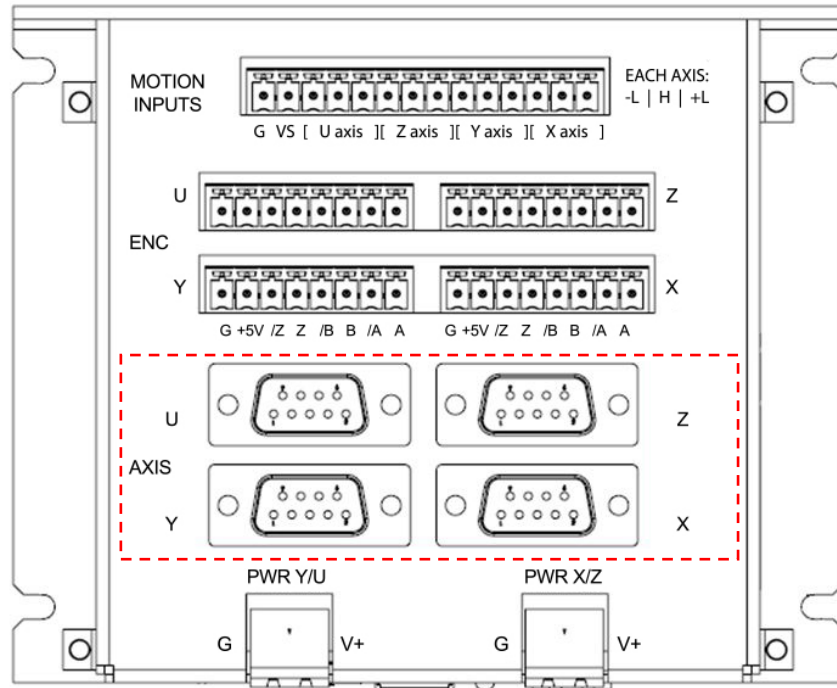 MOTION
INPUTS
EACH AXIS:
-L | H | +L
G VS [ U axis ][ Z axis ][ Y axis ][ X axis ]
U
Z
ENC
Y
X
G +5V /Z Z /B B /A A
G +5V /Z Z /B B /A A
U
Z
AXIS
Y
X
PWR Y/U
PWR X/Z
G
V+
G
V+